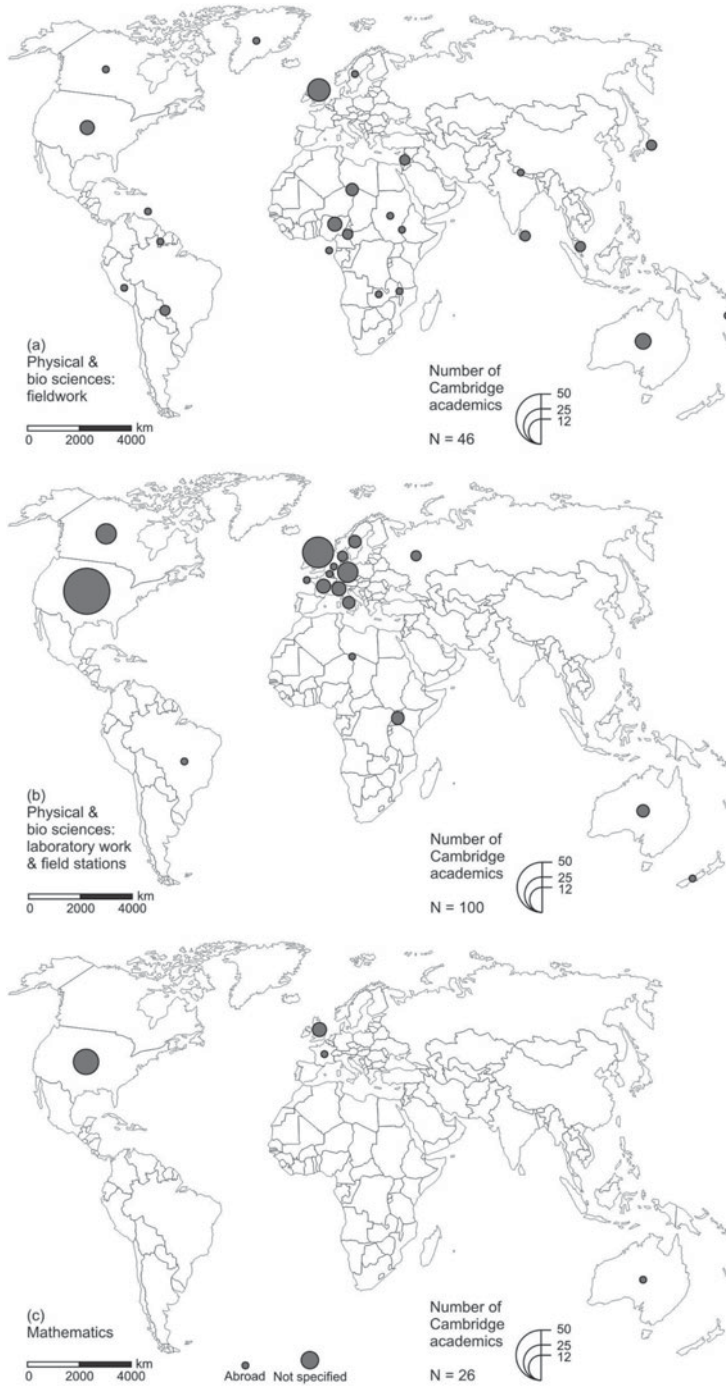 (a)
Physical &
bio sciences:
fieldwork
0 2000 4000 km
Number of
Cambridge
academics
N = 46
50
25
12
(b)
Physical &
bio sciences:
laboratory work
& field stations
0 2000 4000 km
Number of
Cambridge
academics
N = 100
50
25
12
(c)
Mathematics
0 2000 4000 km
Abroad Not specified
Number of
Cambridge
academics
N = 26
50
25
12